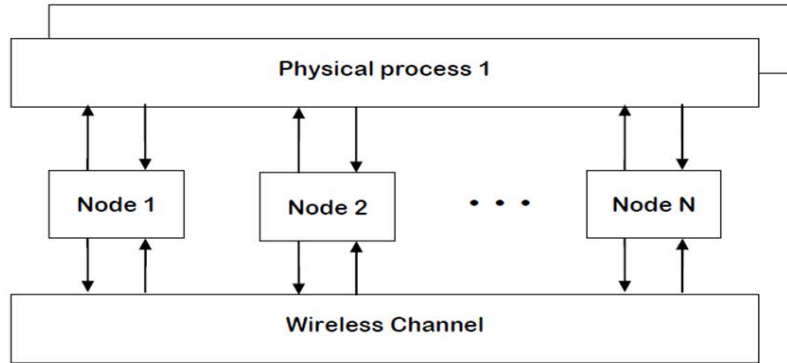 Physical process 1
Node 1
Node 2
• • •
Node N
Wireless Channel